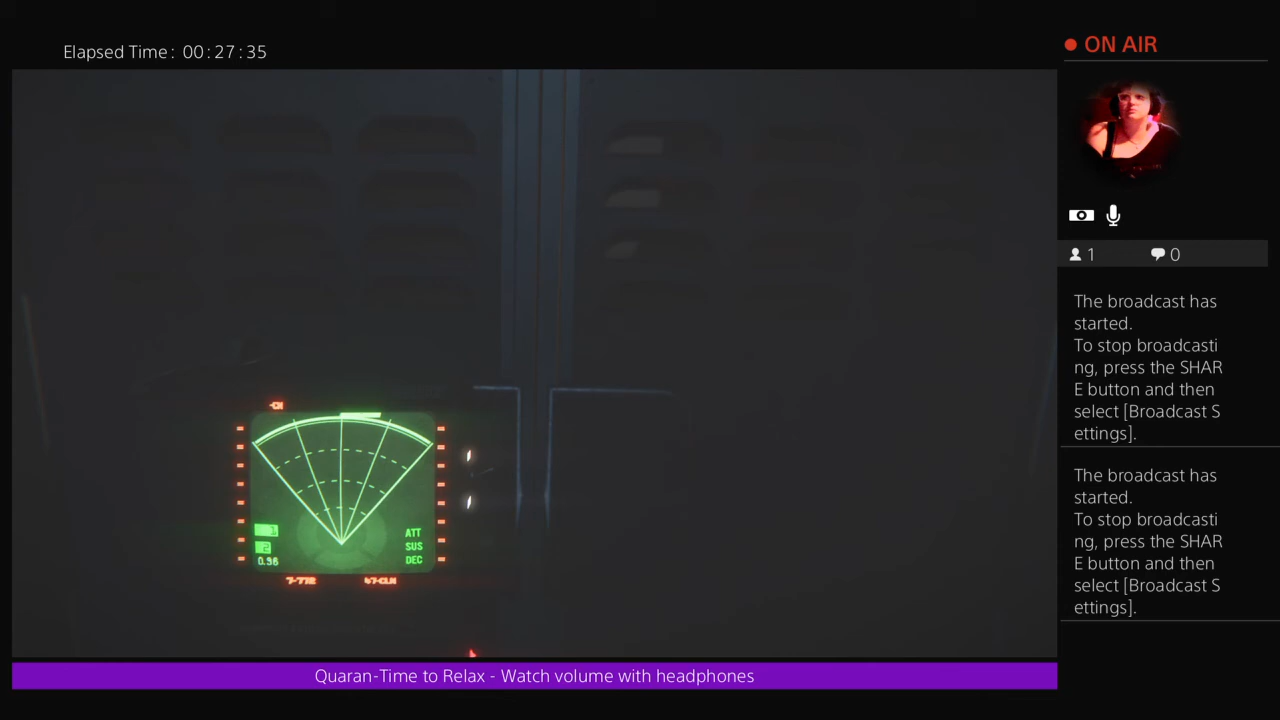 Elapsed Time: 00:27:35
ON AIR
1 0
The broadcast has
started.
To stop broadcasti
ng, press the SHAR
E button and then
select [Broadcast S
ettings].
The broadcast has
started.
To stop broadcasti
ng, press the SHAR
E button and then
select [Broadcast S
ettings].
1
2
0.36
ATT
SUS
DEC
Quaran-Time to Relax - Watch volume with headphones